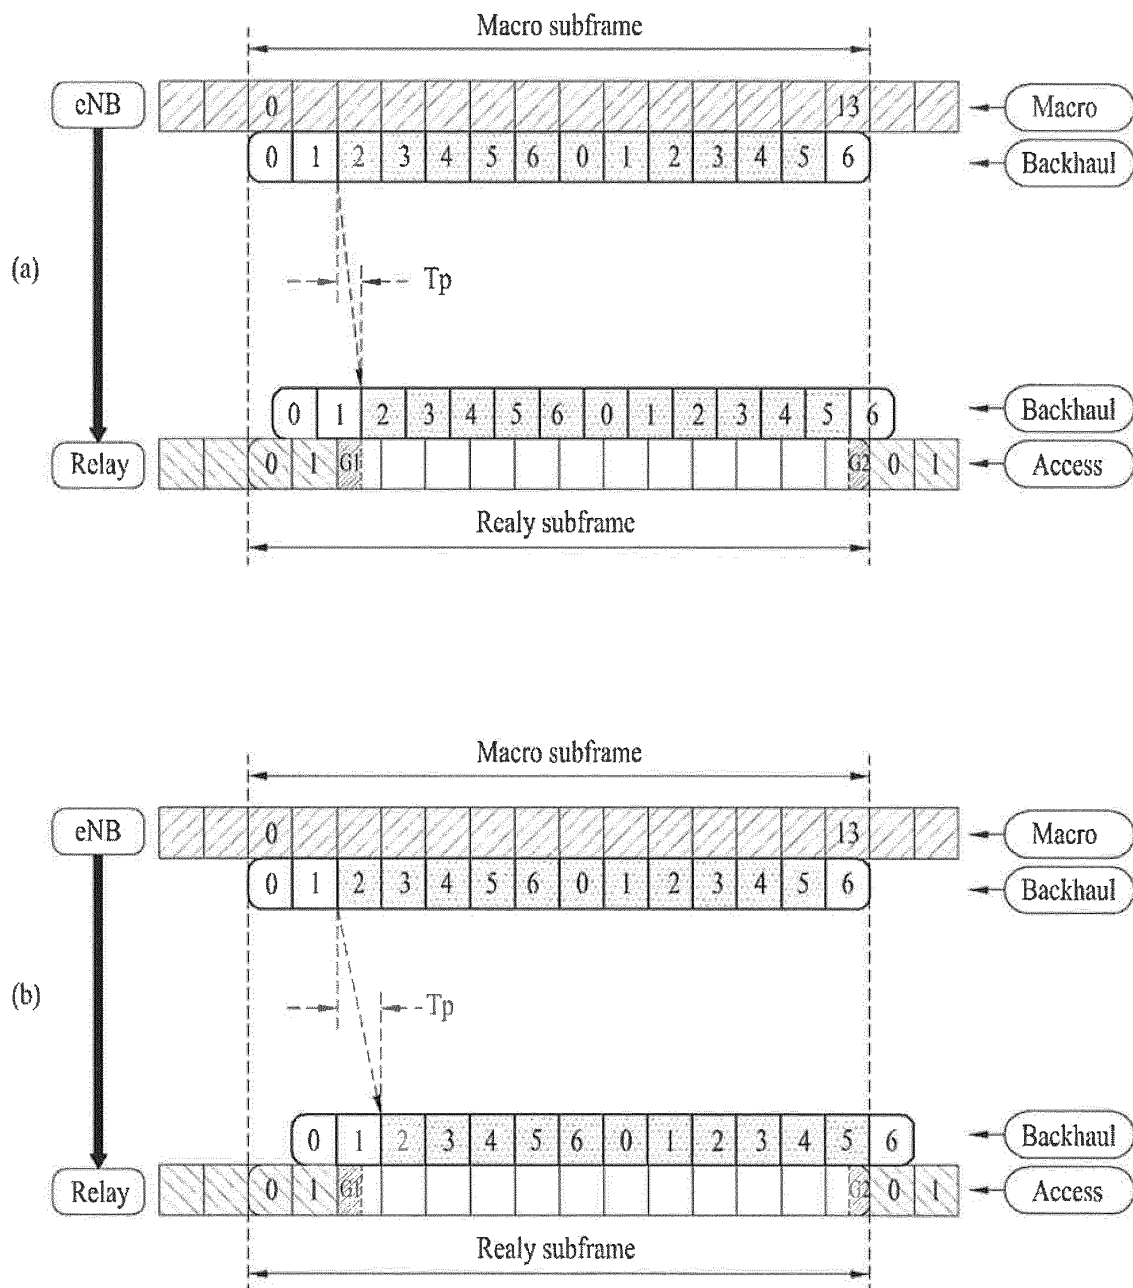 Macro subframe
eNB 0 13 Macro
0 1 2 3 4 5 6 0 1 2 3 4 5 6 Backhaul
(a)
Tp
0 1 2 3 4 5 6 0 1 2 3 4 5 6 Backhaul
Relay 0 1 G1 G2 0 1 Access
Realy subframe
Macro subframe
eNB 0 13 Macro
0 1 2 3 4 5 6 0 1 2 3 4 5 6 Backhaul
(b)
Tp
0 1 2 3 4 5 6 0 1 2 3 4 5 6 Backhaul
Relay 0 1 G1 G2 0 1 Access
Realy subframe